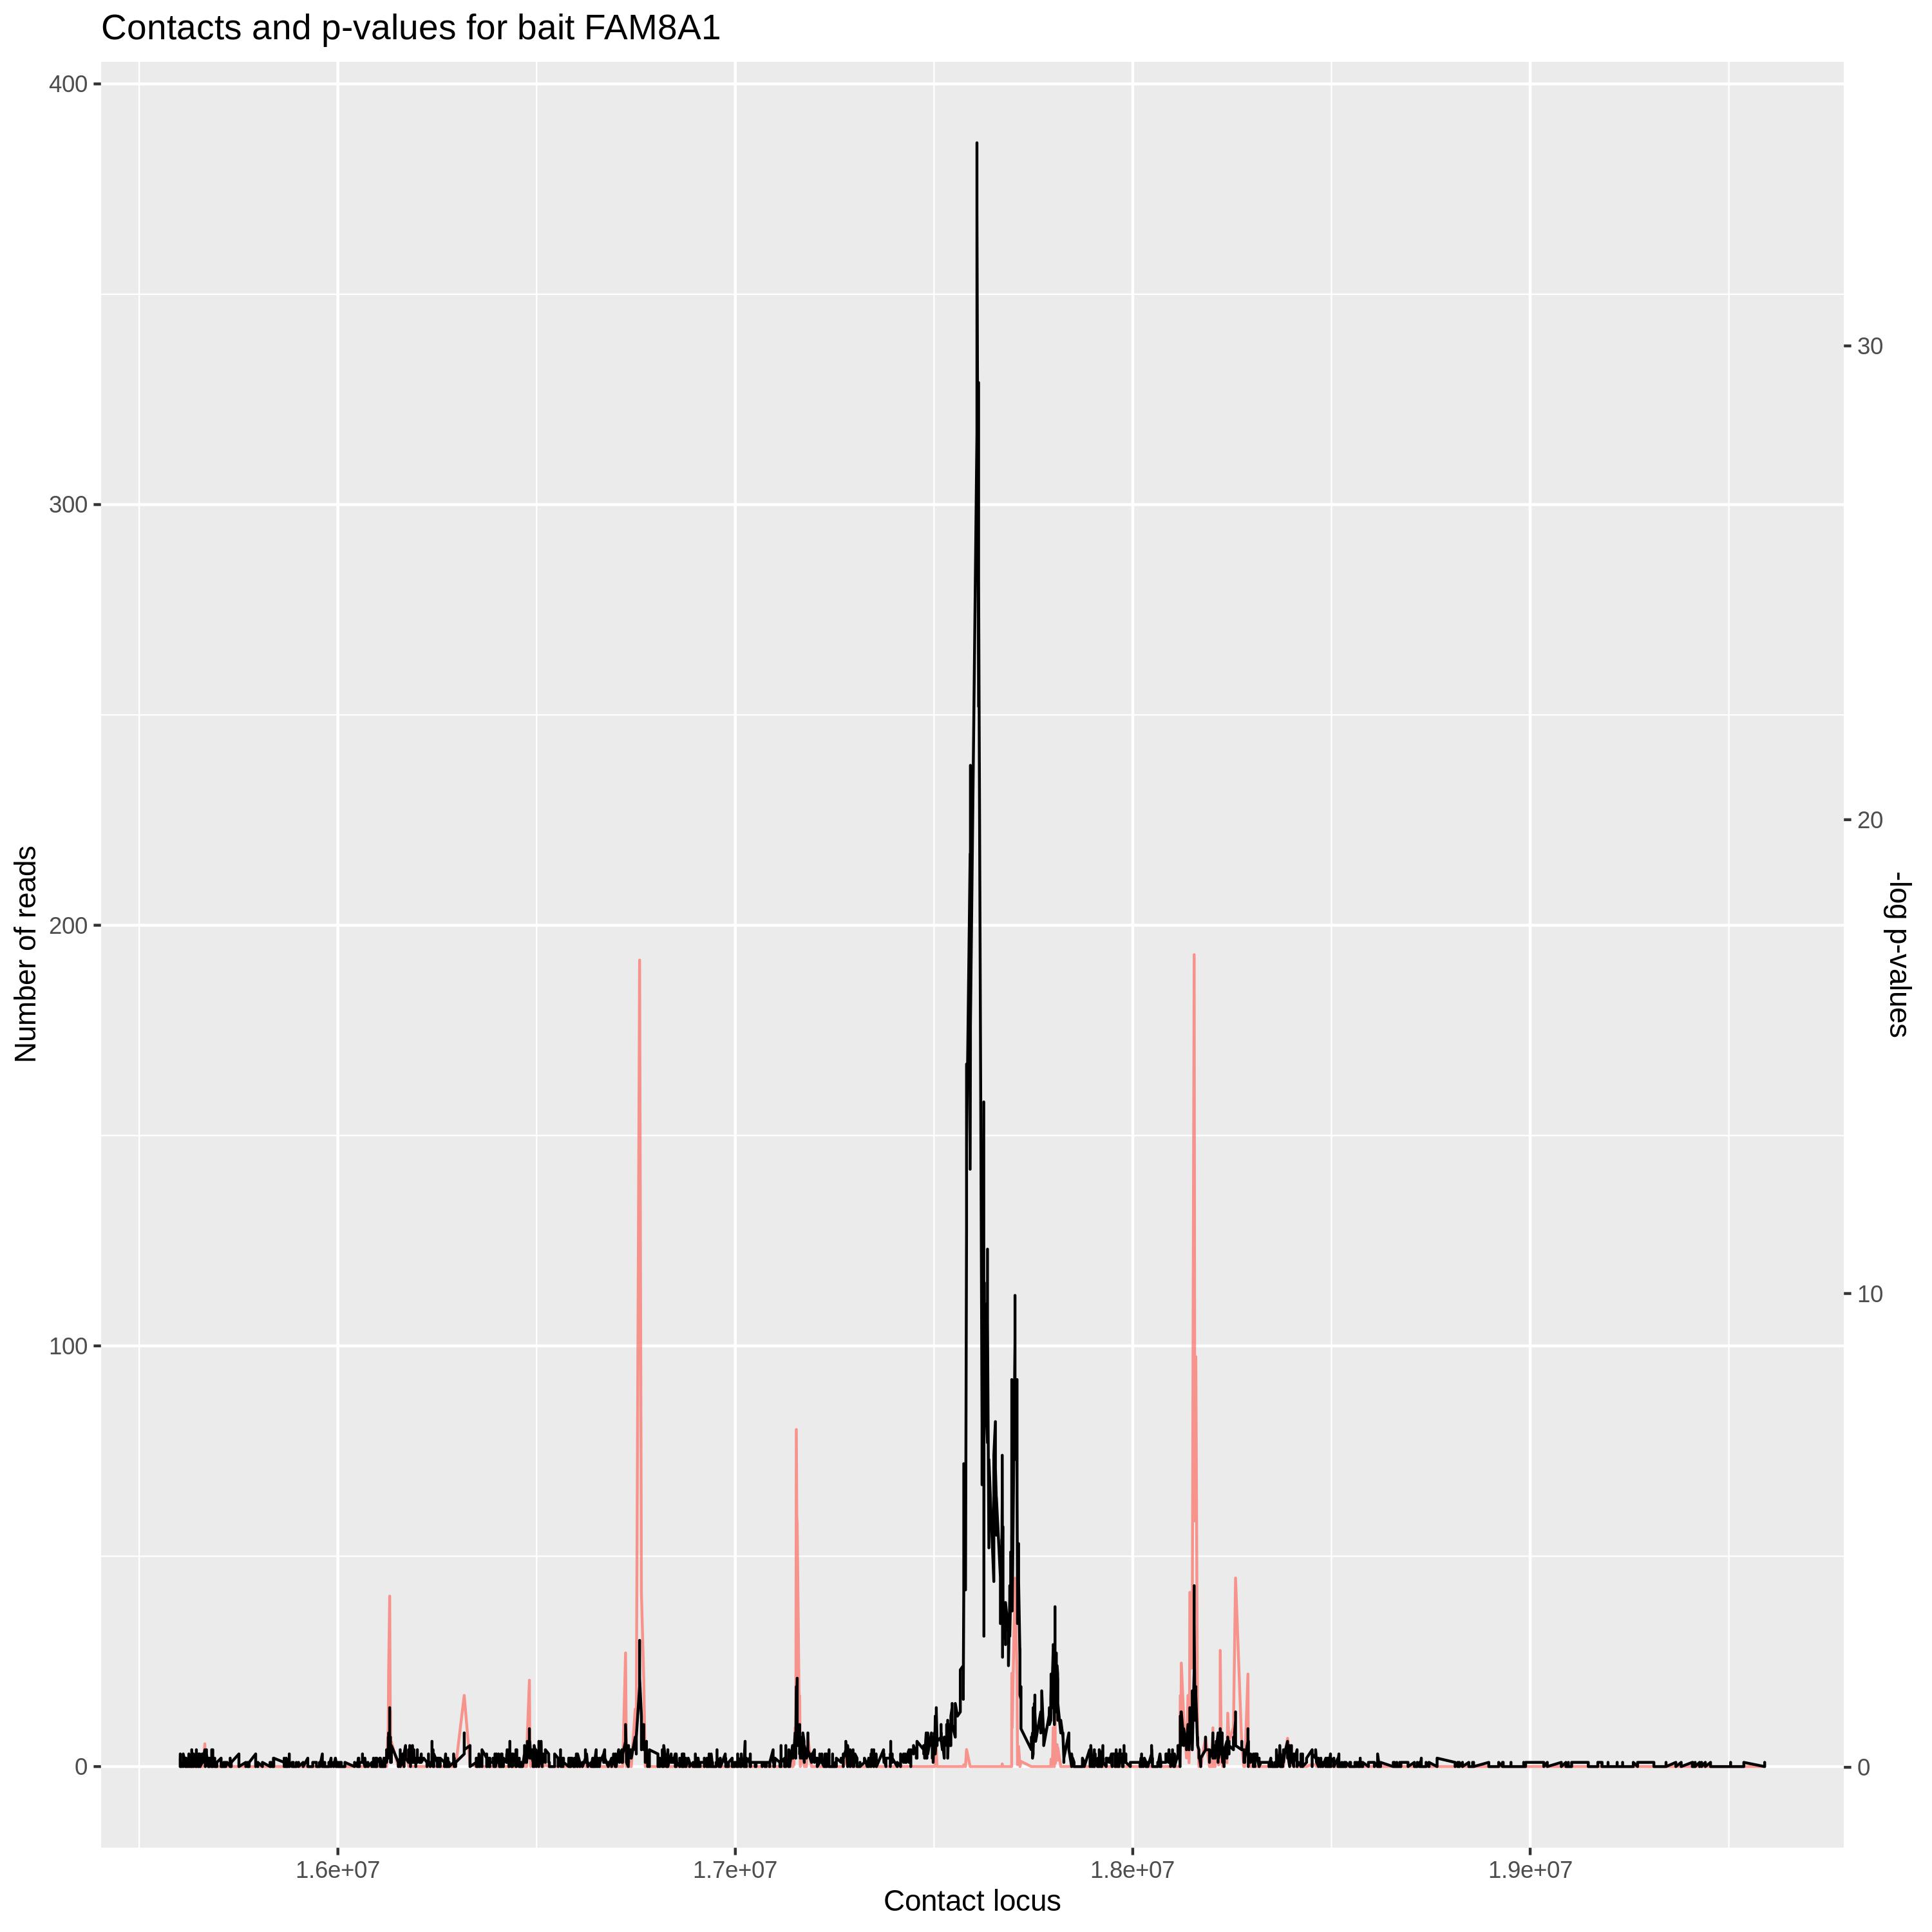 Contacts and p-values for bait FAM8A1
400
300
200
100
0
30
20
10
0
Number of reads
-log p-values
1.6e+07
1.7e+07
1.8e+07
1.9e+07
Contact locus